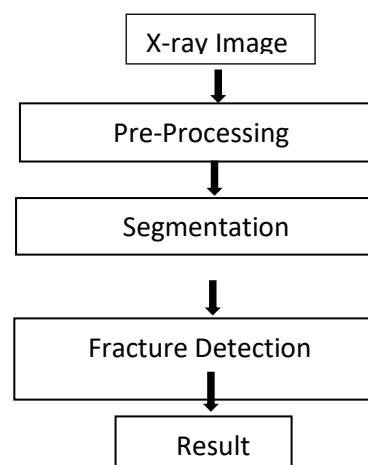 X-ray Image
Pre-Processing
Segmentation
Fracture Detection
Result